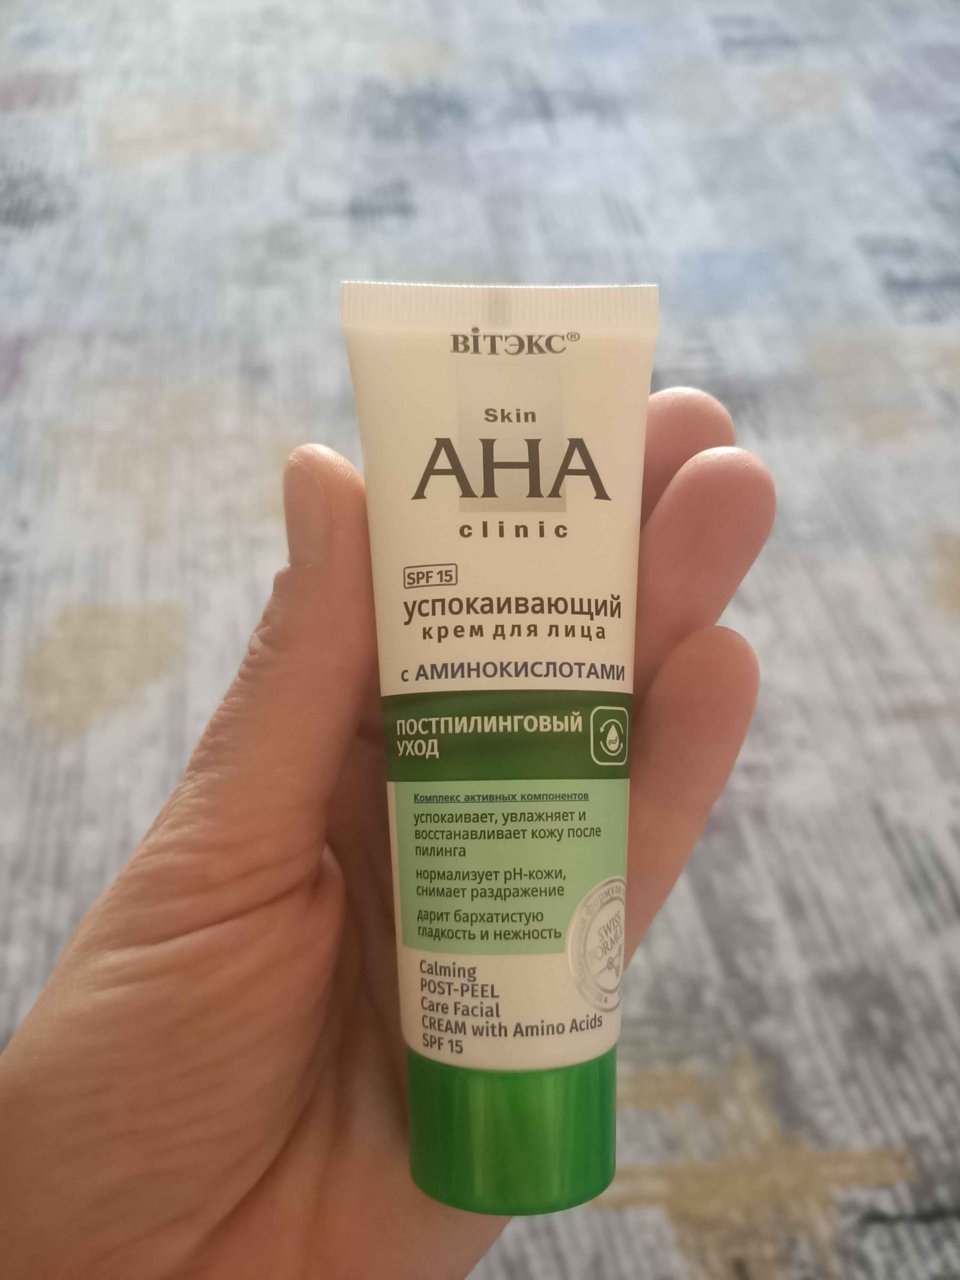 ВiТЭКС®
Skin
AHA
clinic
SPF 15
успокаивающий
крем для лица
с АМИНОКИСЛОТАМИ
ПОСТПИЛИНГОВЫЙ
УХОД
Комплекс активных компонентов
успокаивает, увлажняет и
восстанавливает кожу после
пилинга
нормализует pH-кожи,
снимает раздражение
дарит бархатистую
гладкость и нежность
SWISS
Calming
POST-PEEL
Care Facial
CREAM with Amino Acids
SPF 15